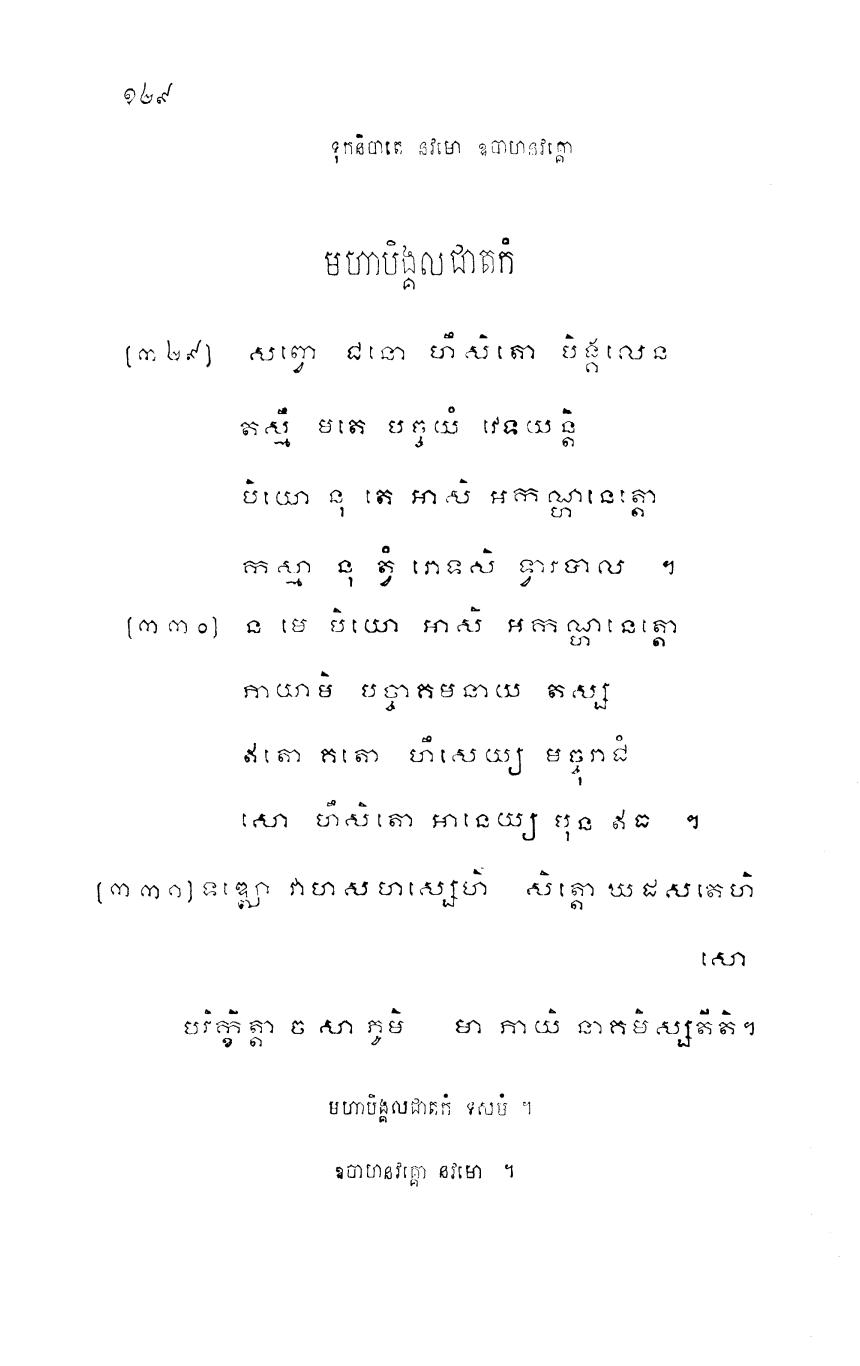 ១២៩
ទុកនិបាតេ នវមោ ឧបាហនវគ្គោ
មហាបិង្គលជាតកំ
[៣២៩] សព្វោ ជនោ ហឹសិតោ បិង្គលេន
តស្មឹ មតេ បច្ចយំ វេទយន្តិ
បិយោ នុ តេ អាសិ អកណ្ហនេត្តោ
កស្មា នុ ត្វំ រោទសិ ទ្វារបាល ។
[៣៣០] ន មេ បិយោ អាសិ អកណ្ហនេត្តោ
ភាយាមិ បច្ចាគមនាយ តស្ស
ឥតោ គតោ ហឹសេយ្យ មច្ចុរាជំ
សោ ហឹសិតោ អានេយ្យ បុន ឥធ ។
[៣៣១] ទឌ្ឍោ វាហសហស្សេហិ សិត្តោ ឃដសតេហិ
សោ
បរិក្ខិត្តា ច សា ភូមិ មា ភាយិ នាគមិស្សតីតិ។
មហាបិង្គលជាតកំ ទសមំ ។
ឧបាហនវគ្គោ នវមោ ។